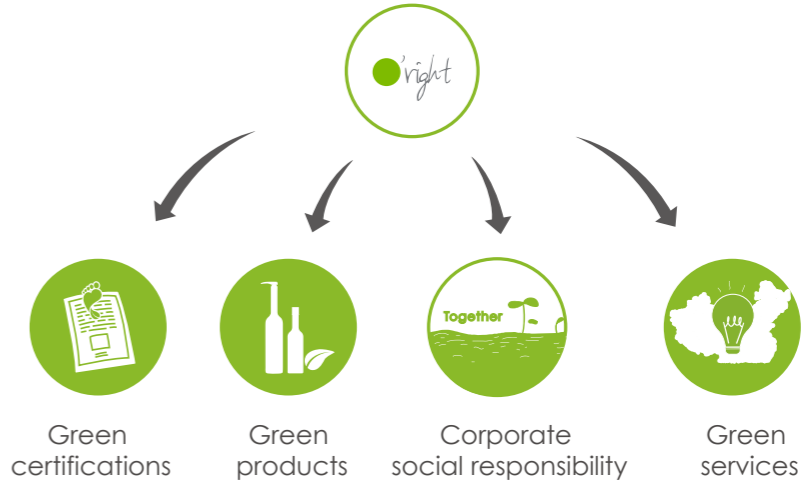 O'right
Together
Green
certifications
Green
products
Corporate
social responsibility
Green
services